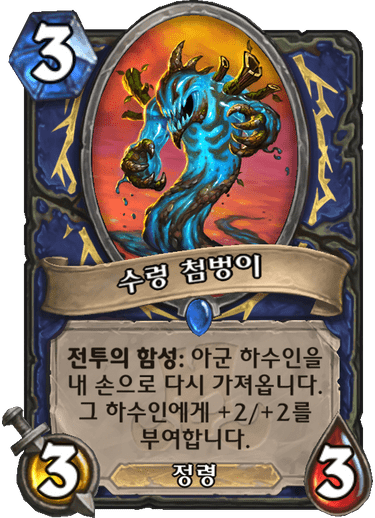 3
수렁 첨벙이
전투의 함성: 아군 하수인을
내 손으로 다시 가져옵니다.
그 하수인에게 +2/+2를
부여합니다.
3 정령 3